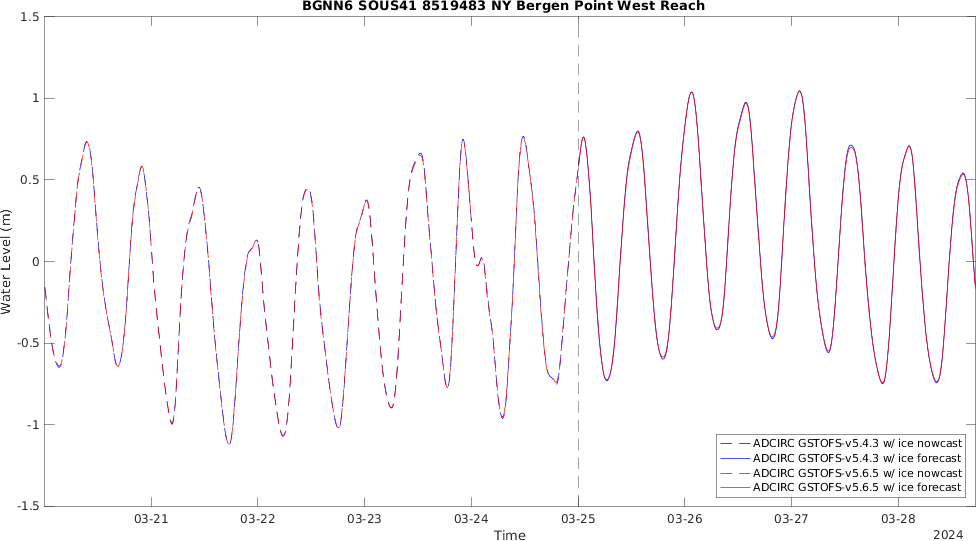 BGNN6 SOUS41 8519483 NY Bergen Point West Reach
1.5
1
0.5
0
-0.5
-1
-1.5
Water Level (m)
03-21 03-22 03-23 03-24 03-25 03-26 03-27 03-28
Time
2024
ADCIRC GSTOFS-v5.4.3 w/ ice nowcast
ADCIRC GSTOFS-v5.4.3 w/ ice forecast
ADCIRC GSTOFS-v5.6.5 w/ ice nowcast
ADCIRC GSTOFS-v5.6.5 w/ ice forecast